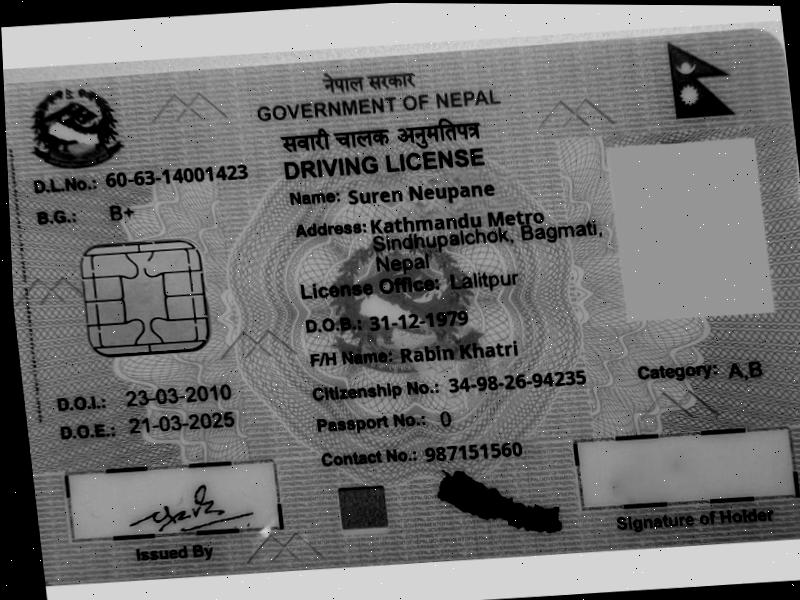 नेपाल सरकार
GOVERNMENT OF NEPAL
सवारी चालक अनुमतिपत्र
DRIVING LICENSE
D.L.No.: 60-63-14001423
B.G.: B+
Name: Suren Neupane
Address: Kathmandu Metro
Sindhupalchok, Bagmati,
Nepal
License Office: Lalitpur
D.O.B.: 31-12-1979
F/H Name: Rabin Khatri
Citizenship No.: 34-98-26-94235
Category: A,B
D.O.I.: 23-03-2010
D.O.E.: 21-03-2025
Passport No.: 0
Contact No.: 987151560
Issued By
Signature of Holder